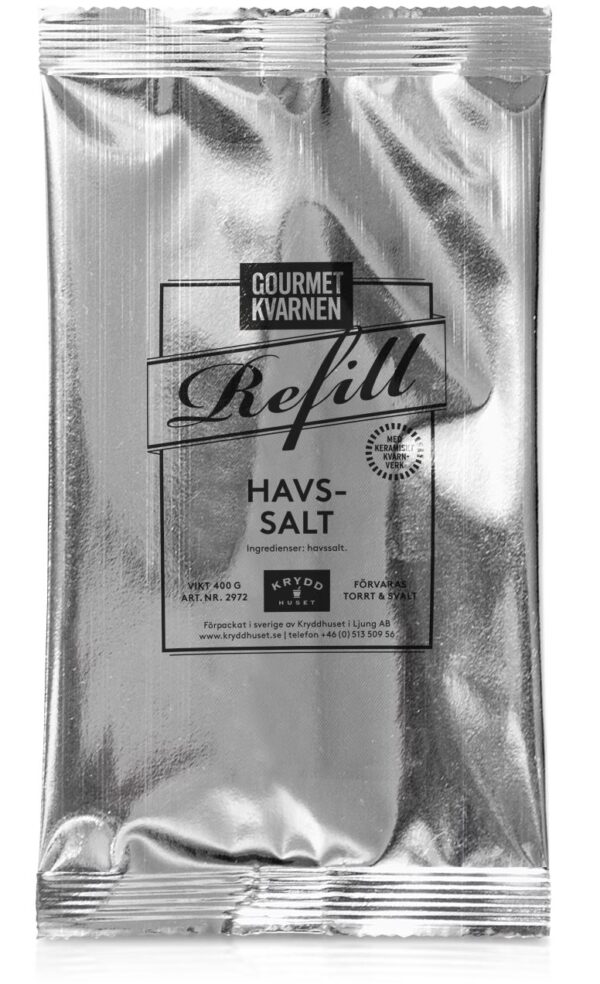 GOURMET
KVARNEN
Refill
MED
KERAMISKT
KVARN-
VERK
HAVS-
SALT
Ingredienser: havssalt.
VIKT 400 G
ART. NR. 2972
KRYDD
HUSET
FÖRVARAS
TORRT & SVALT
Förpackat i sverige av Kryddhuset i Ljung AB
www.kryddhuset.se | telefon +46 (0) 513 509 56